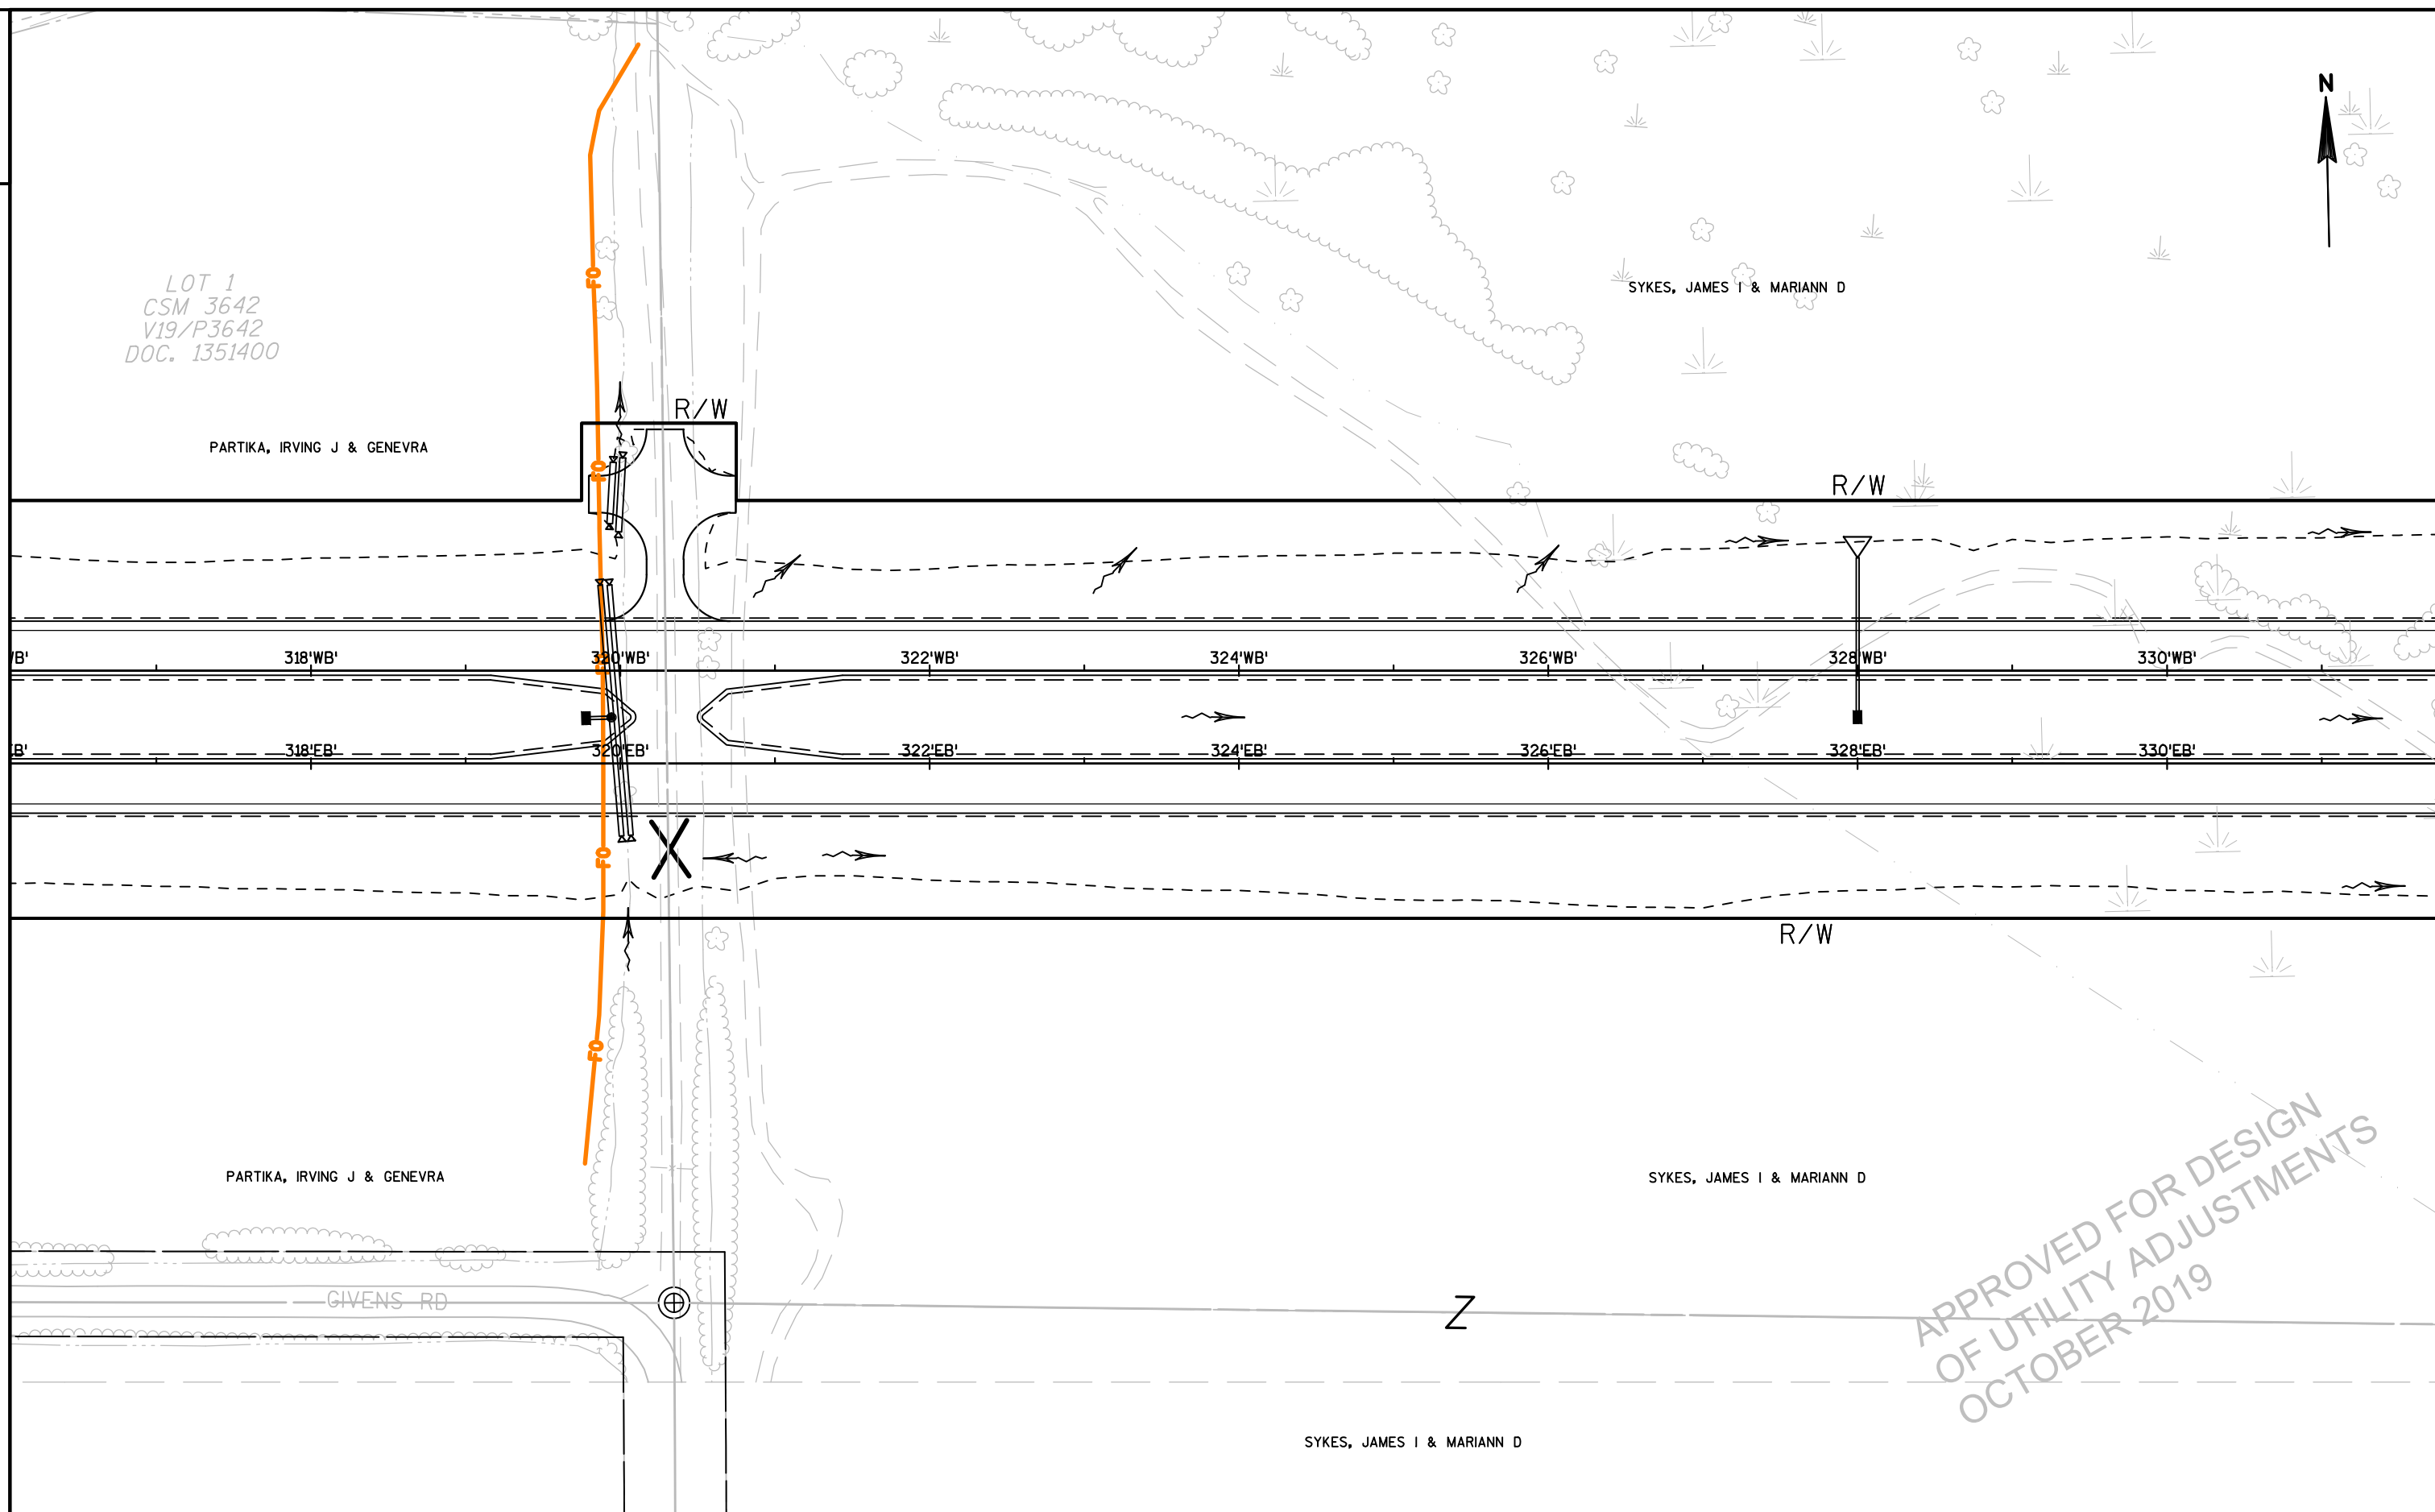 N
LOT 1
CSM 3642
V19/P3642
DOC. 1351400
FO
SYKES, JAMES I & MARIANN D
R/W
PARTIKA, IRVING J & GENEVRA
FO
R/W
318'WB'
320'WB'
322'WB'
324'WB'
326'WB'
328'WB'
330'WB'
318'EB'
320'EB'
322'EB'
324'EB'
326'EB'
328'EB'
330'EB'
X
FO
R/W
FO
PARTIKA, IRVING J & GENEVRA
SYKES, JAMES I & MARIANN D
GIVENS RD
Z
APPROVED FOR DESIGN
OF UTILITY ADJUSTMENTS
OCTOBER 2019
SYKES, JAMES I & MARIANN D